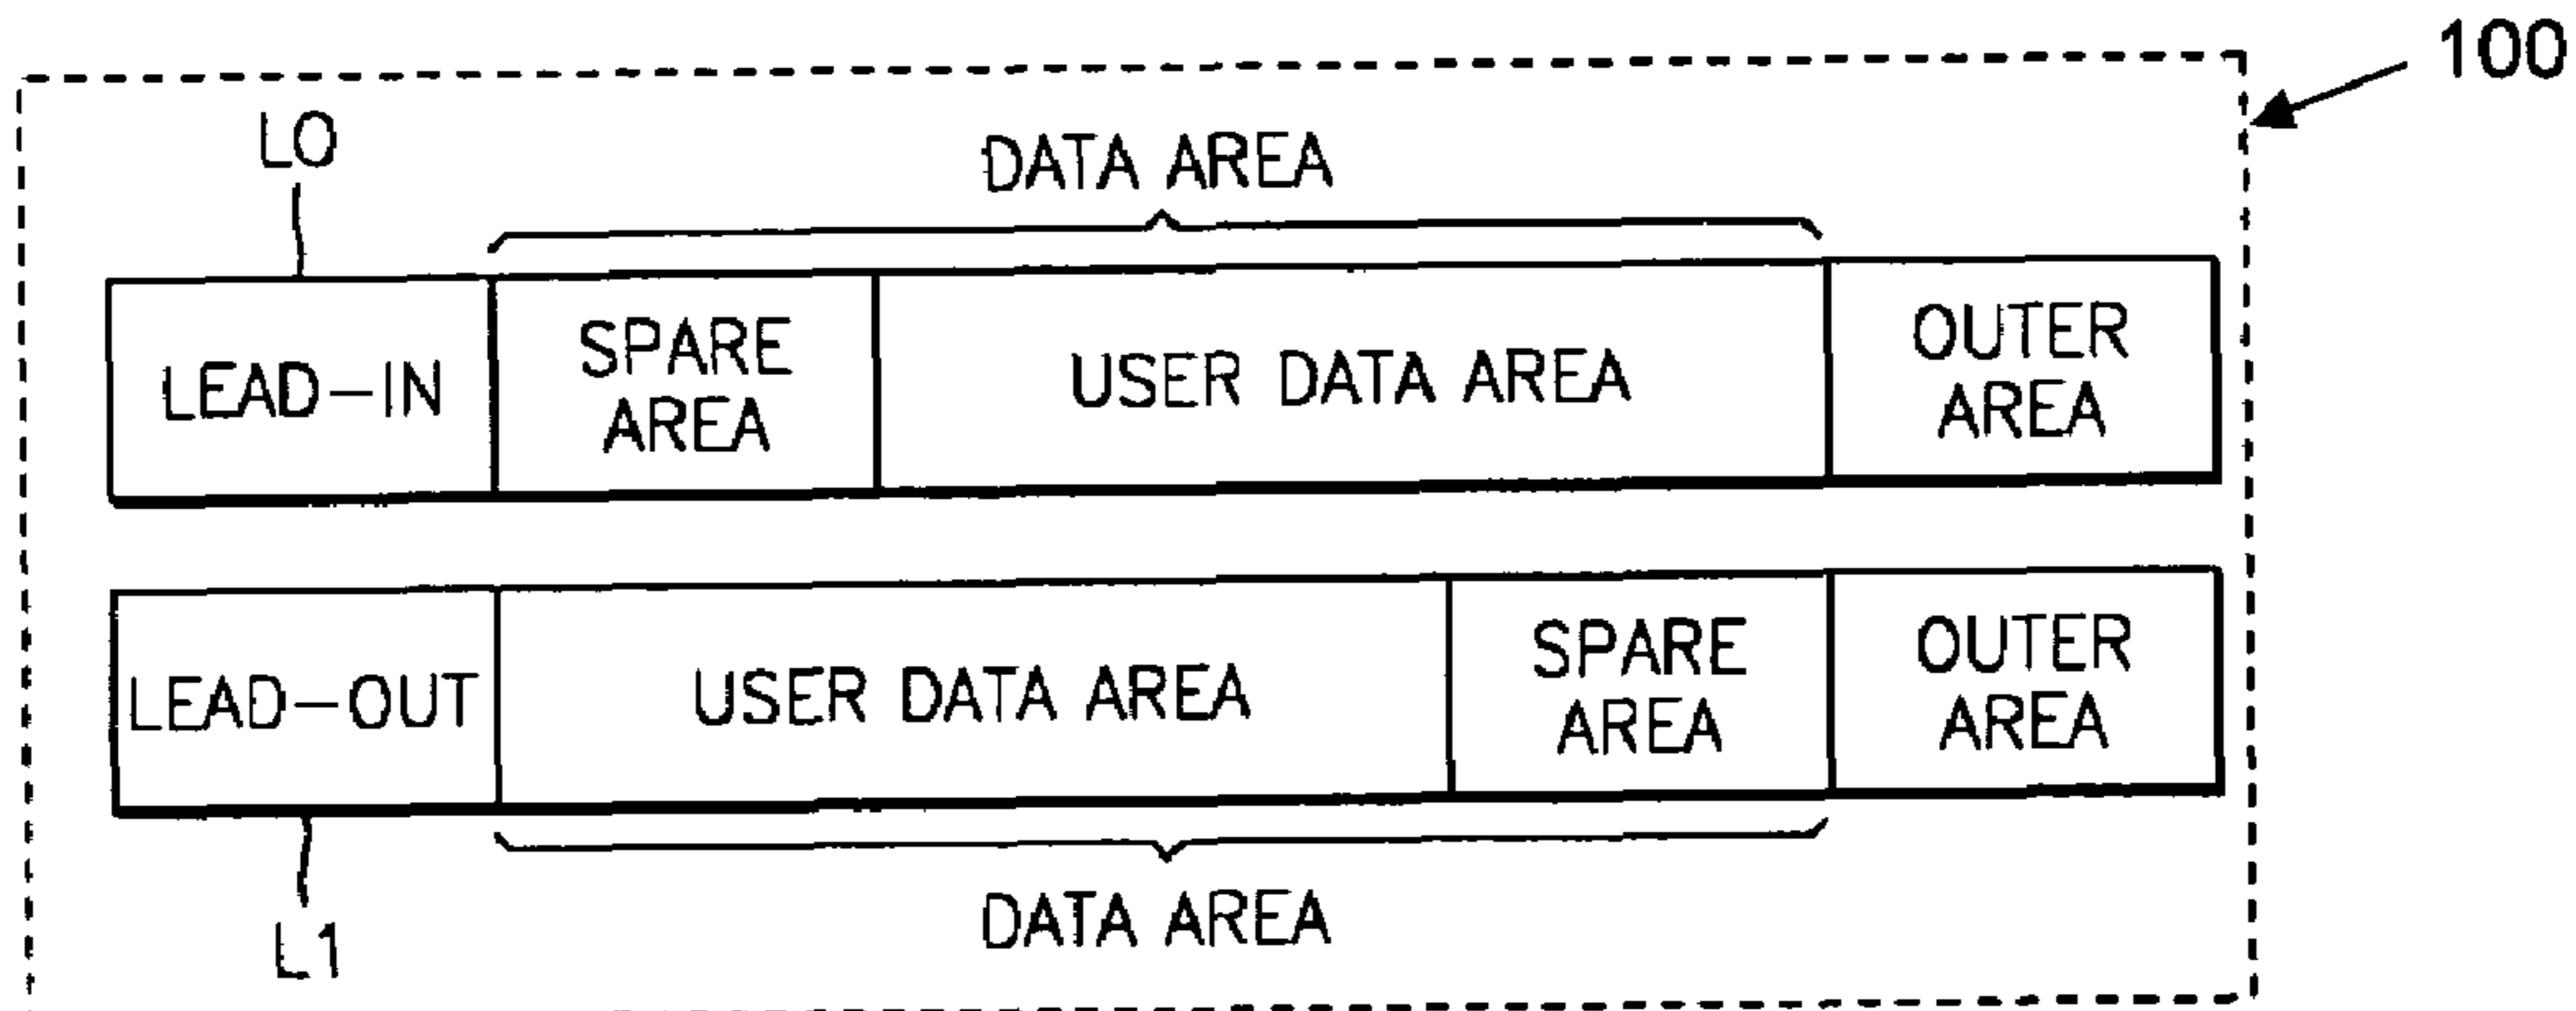 100
L0
DATA AREA
LEAD-IN
SPARE
AREA
USER DATA AREA
OUTER
AREA
LEAD-OUT
USER DATA AREA
SPARE
AREA
OUTER
AREA
L1
DATA AREA